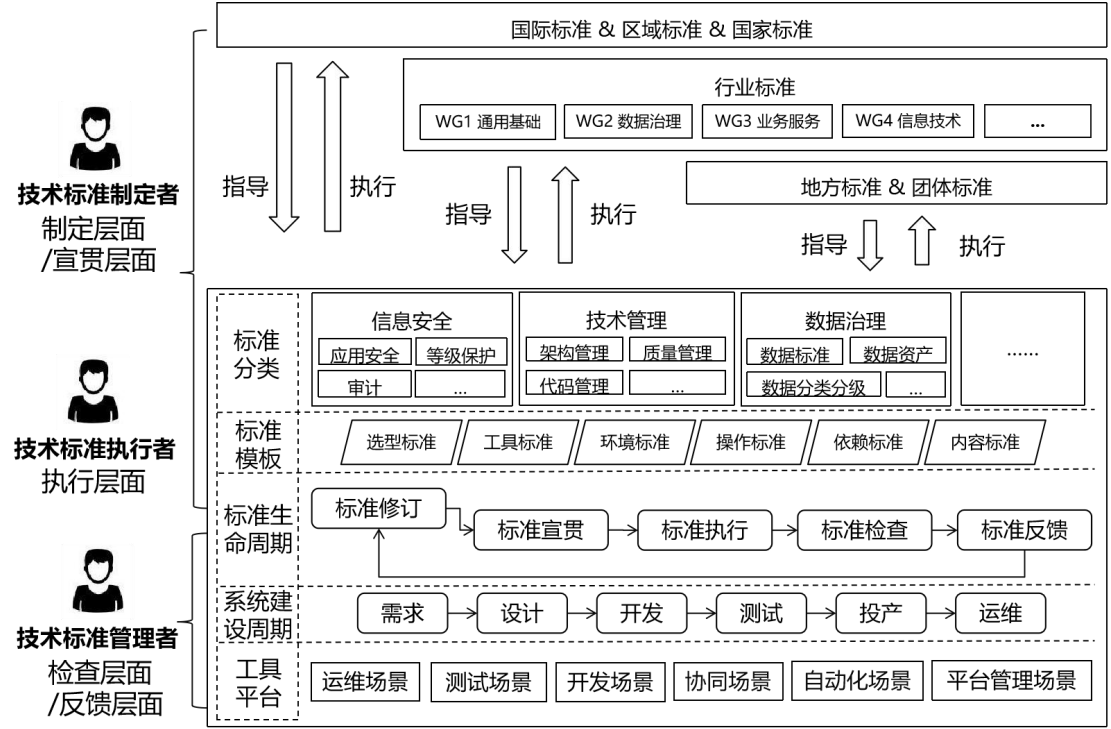 国际标准 & 区域标准 & 国家标准
行业标准
WG1 通用基础
WG2 数据治理
WG3 业务服务
WG4 信息技术
...
地方标准 & 团体标准
指导
执行
指导
执行
指导
执行
技术标准制定者
制定层面
/宣贯层面
技术标准执行者
执行层面
技术标准管理者
检查层面
/反馈层面
标准
分类
信息安全
应用安全
等级保护
审计
...
技术管理
架构管理
质量管理
代码管理
...
数据治理
数据标准
数据资产
数据分类分级
...
......
标准
模板
选型标准
工具标准
环境标准
操作标准
依赖标准
内容标准
标准生
命周期
标准修订
标准宣贯
标准执行
标准检查
标准反馈
系统建
设周期
需求
设计
开发
测试
投产
运维
工具
平台
运维场景
测试场景
开发场景
协同场景
自动化场景
平台管理场景